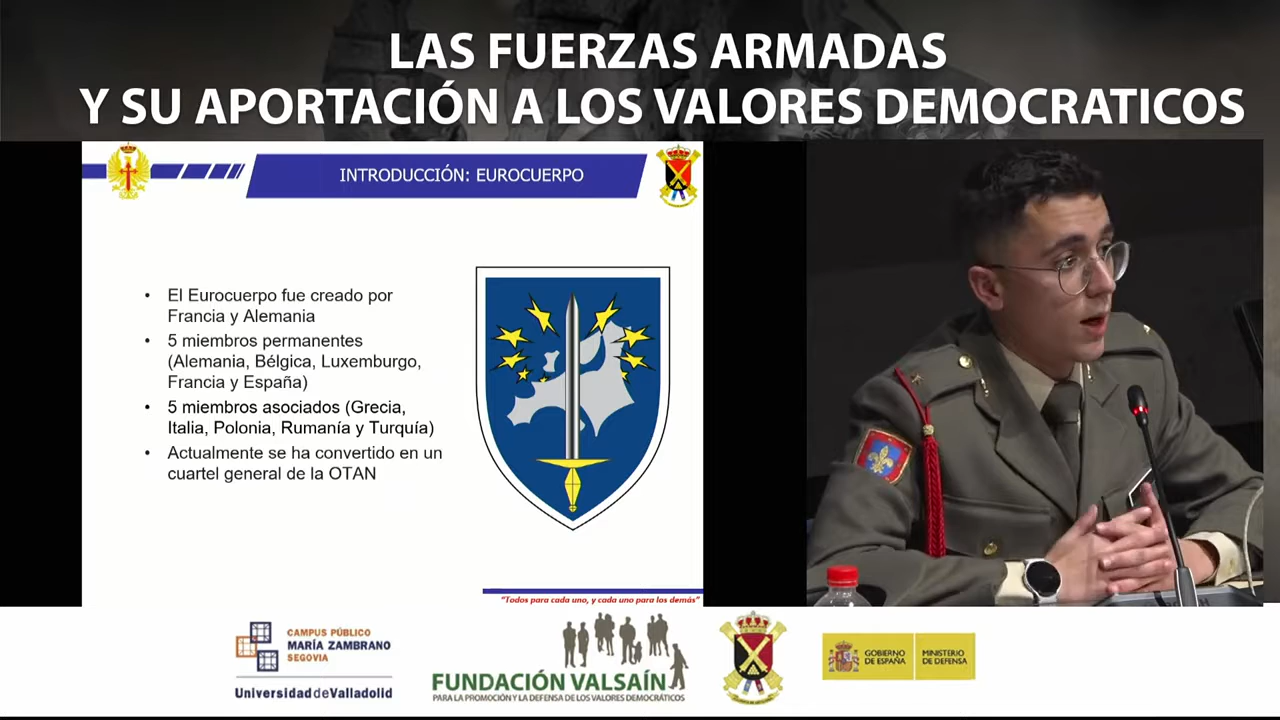 LAS FUERZAS ARMADAS
Y SU APORTACIÓN A LOS VALORES DEMOCRATICOS
INTRODUCCIÓN: EUROCUERPO
• El Eurocuerpo fue creado por
Francia y Alemania
• 5 miembros permanentes
(Alemania, Bélgica, Luxemburgo,
Francia y España)
• 5 miembros asociados (Grecia,
Italia, Polonia, Rumanía y Turquía)
• Actualmente se ha convertido en un
cuartel general de la OTAN
"Todos para cada uno, y cada uno para los demás"
CAMPUS PÚBLICO
MARÍA ZAMBRANO
SEGOVIA
Universidad de Valladolid
FUNDACIÓN VALSAÍN
PARA LA PROMOCIÓN Y LA DEFENSA DE LOS VALORES DEMOCRÁTICOS
GOBIERNO
DE ESPAÑA
MINISTERIO
DE DEFENSA